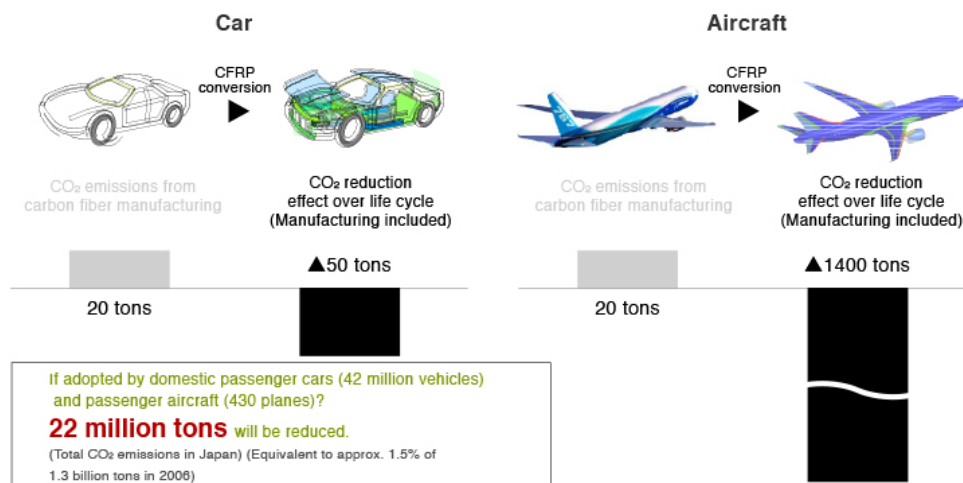 Car
CFRP
conversion
CO₂ emissions from
carbon fiber manufacturing
CO₂ reduction
effect over life cycle
(Manufacturing included)
20 tons
▲50 tons
Aircraft
787
CFRP
conversion
CO₂ emissions from
carbon fiber manufacturing
CO₂ reduction
effect over life cycle
(Manufacturing included)
20 tons
▲1400 tons
If adopted by domestic passenger cars (42 million vehicles)
and passenger aircraft (430 planes)?
22 million tons will be reduced.
(Total CO₂ emissions in Japan) (Equivalent to approx. 1.5% of
1.3 billion tons in 2006)